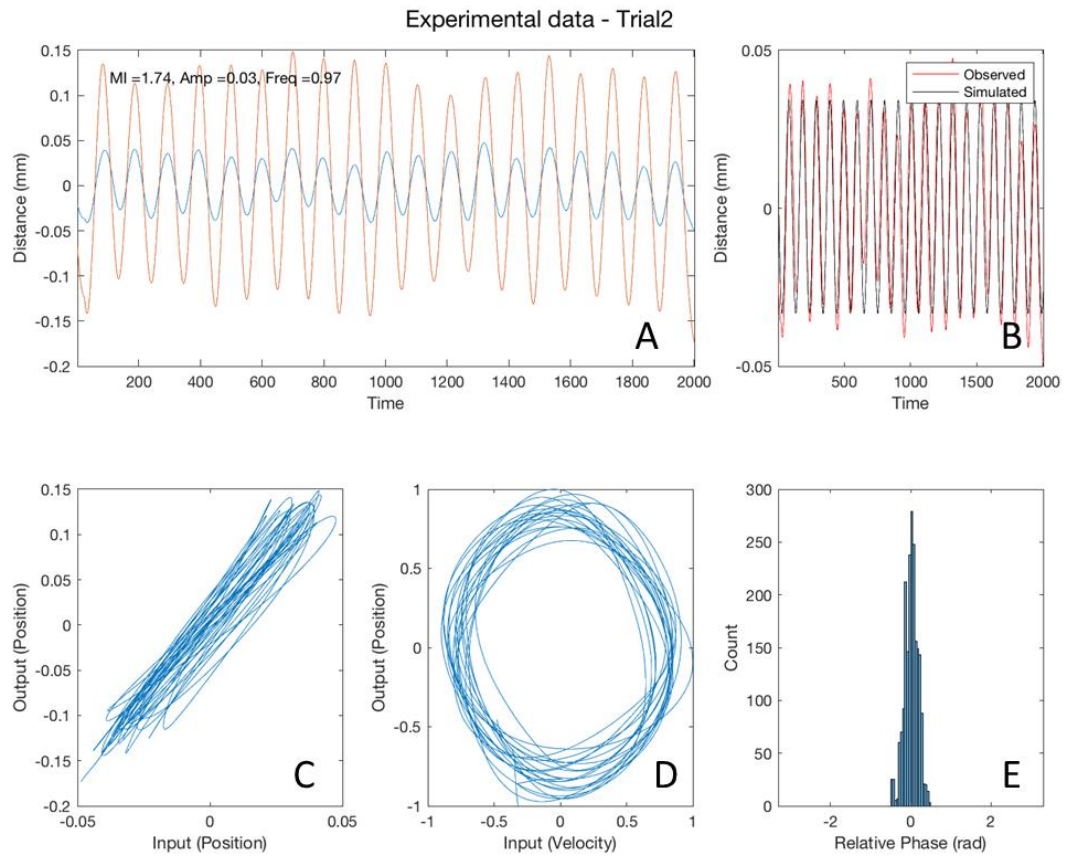 Experimental data - Trial2
MI =1.74, Amp =0.03, Freq =0.97
0.15
0.1
0.05
0
-0.05
-0.1
-0.15
-0.2
Distance (mm)
200
400
600
800
1000
1200
1400
1600
1800
2000
Time
A
Observed
Simulated
0.05
0
-0.05
Distance (mm)
500
1000
1500
2000
Time
B
0.15
0.1
0.05
0
-0.05
-0.1
-0.15
-0.2
Output (Position)
-0.05
0
0.05
Input (Position)
C
1
0.5
0
-0.5
-1
Output (Position)
-1
-0.5
0
0.5
1
Input (Velocity)
D
300
250
200
150
100
50
0
Count
-2
0
2
Relative Phase (rad)
E